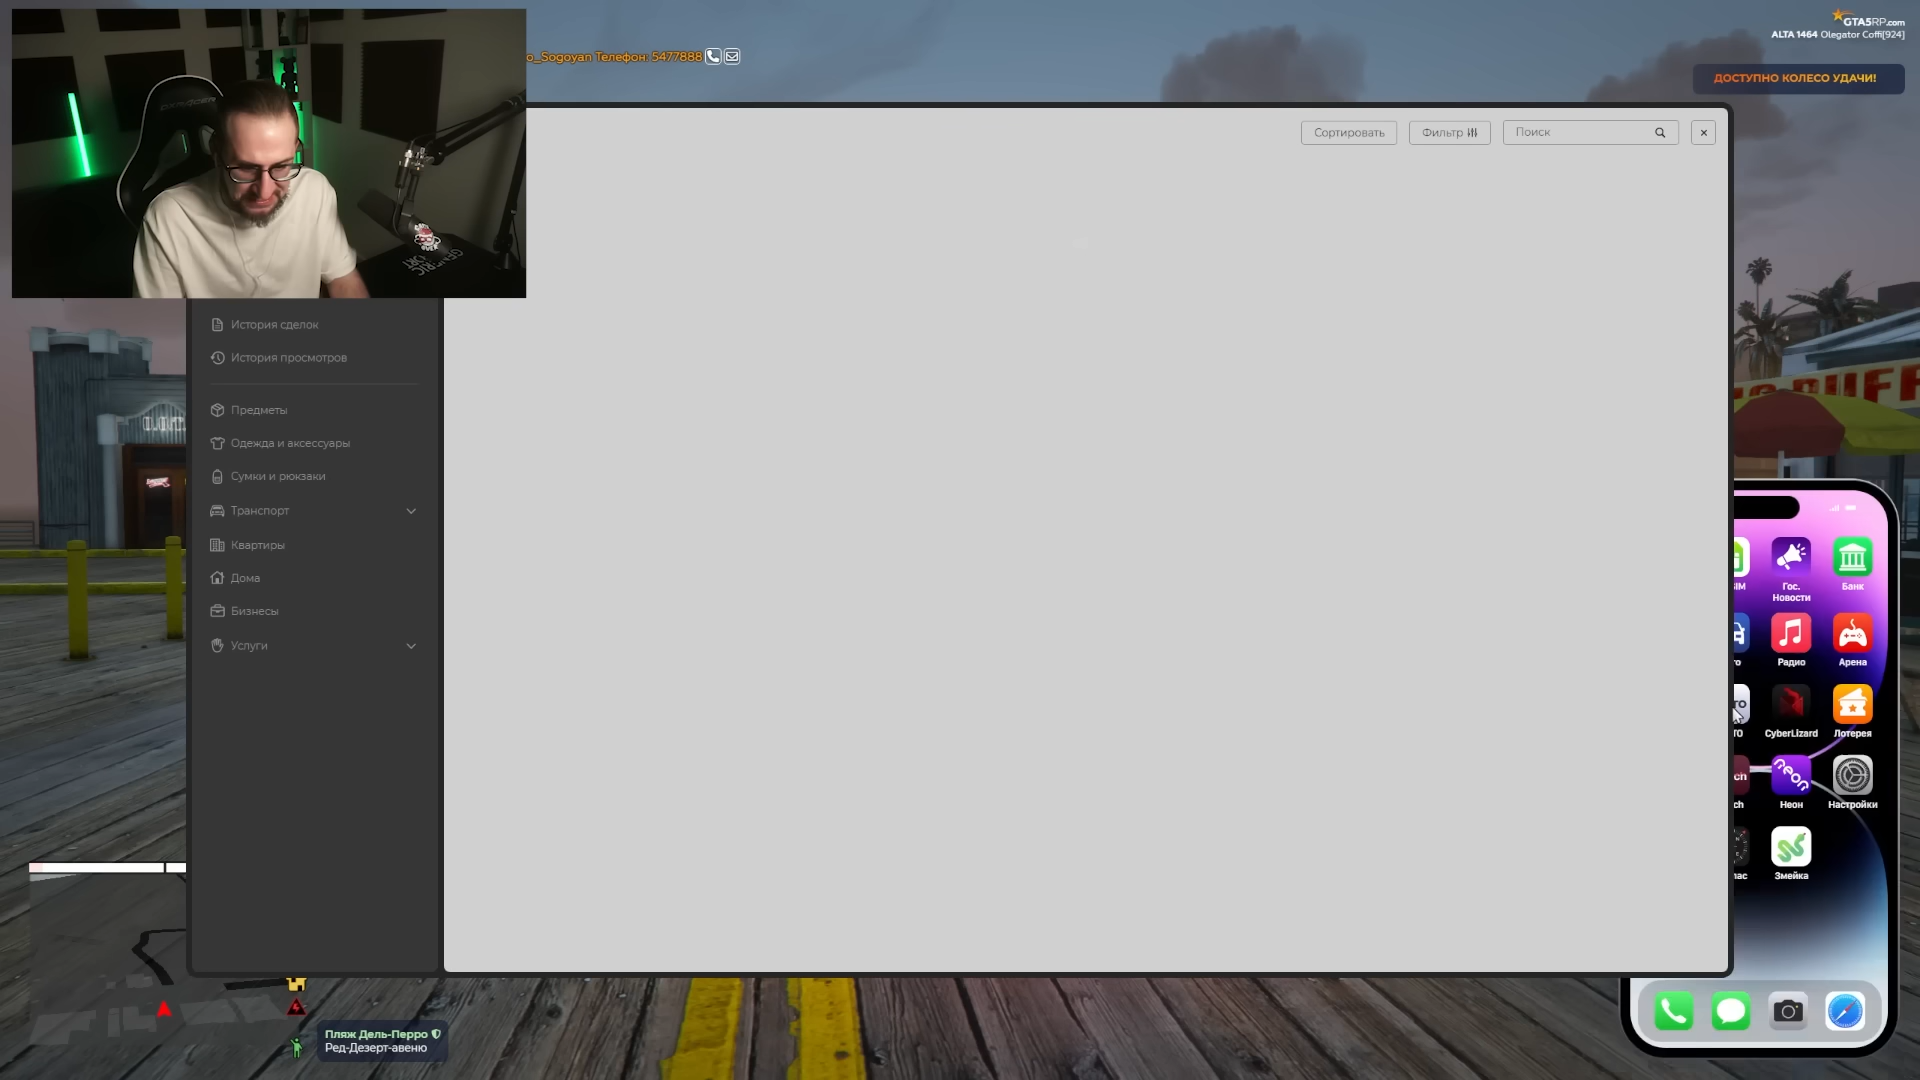 GTA5RP.com
ALTA 1464 Olegator Coffi[924]
o_Sogoyan Телефон: 5477888
ДОСТУПНО КОЛЕСО УДАЧИ!
Сортировать
Фильтр
Поиск
История сделок
История просмотров
Предметы
Одежда и аксессуары
Сумки и рюкзаки
Транспорт
Квартиры
Дома
Бизнесы
Услуги
Гос.
Новости
Банк
Радио
Арена
CyberLizard
Лотерея
neon
Неон
Настройки
Змейка
Пляж Дель-Перро
Ред-Дезерт-авеню